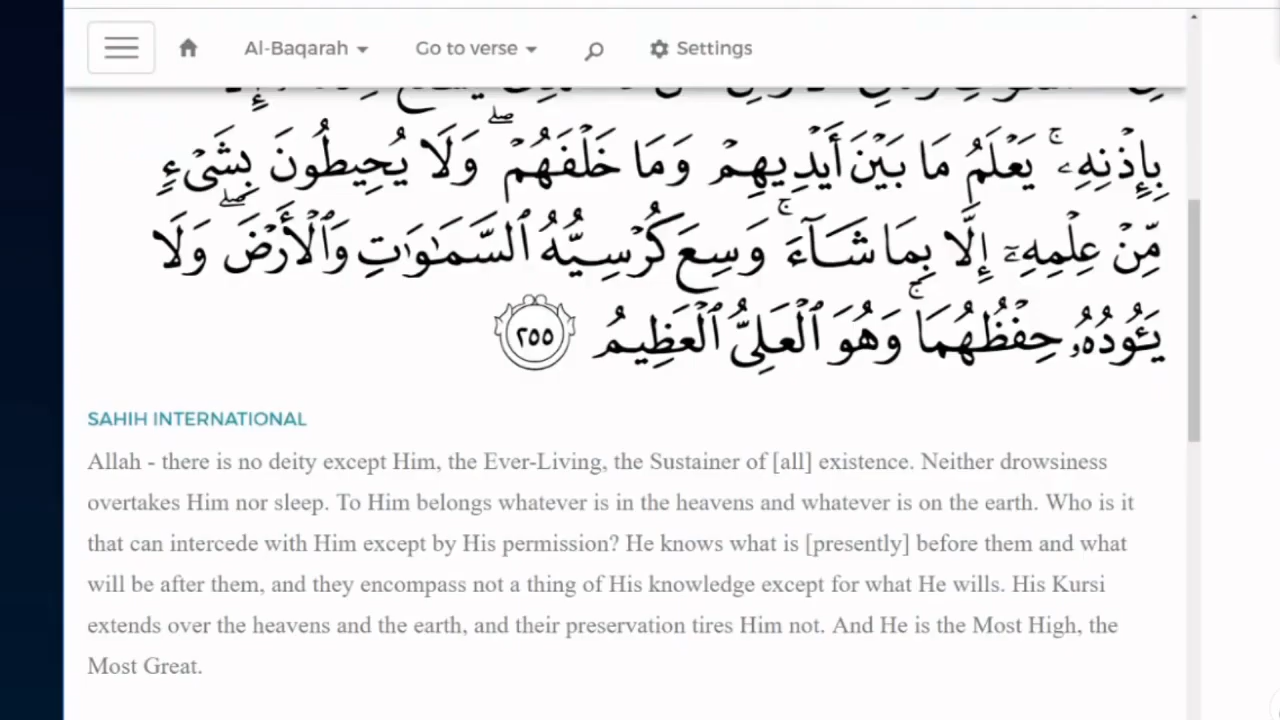 Al-Baqarah Go to verse Settings
بِإِذْنِهِۦ ۚ يَعْلَمُ مَا بَيْنَ أَيْدِيهِمْ وَمَا خَلْفَهُمْ ۖ وَلَا يُحِيطُونَ بِشَىْءٍ
مِّنْ عِلْمِهِۦٓ إِلَّا بِمَا شَآءَ ۚ وَسِعَ كُرْسِيُّهُ ٱلسَّمَـٰوَٰتِ وَٱلْأَرْضَ ۖ وَلَا
يَـُٔودُهُۥ حِفْظُهُمَا ۚ وَهُوَ ٱلْعَلِىُّ ٱلْعَظِيمُ ٢٥٥
SAHIH INTERNATIONAL
Allah - there is no deity except Him, the Ever-Living, the Sustainer of [all] existence. Neither drowsiness
overtakes Him nor sleep. To Him belongs whatever is in the heavens and whatever is on the earth. Who is it
that can intercede with Him except by His permission? He knows what is [presently] before them and what
will be after them, and they encompass not a thing of His knowledge except for what He wills. His Kursi
extends over the heavens and the earth, and their preservation tires Him not. And He is the Most High, the
Most Great.